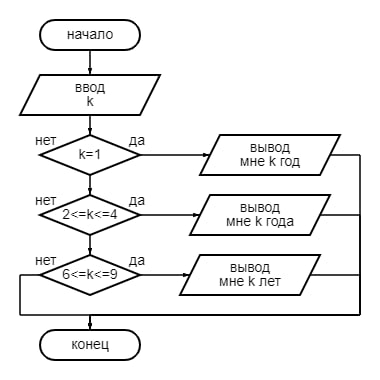 начало
ввод
k
нет
да
k=1
вывод
мне k год
нет
да
2<=k<=4
вывод
мне k года
нет
да
6<=k<=9
вывод
мне k лет
конец